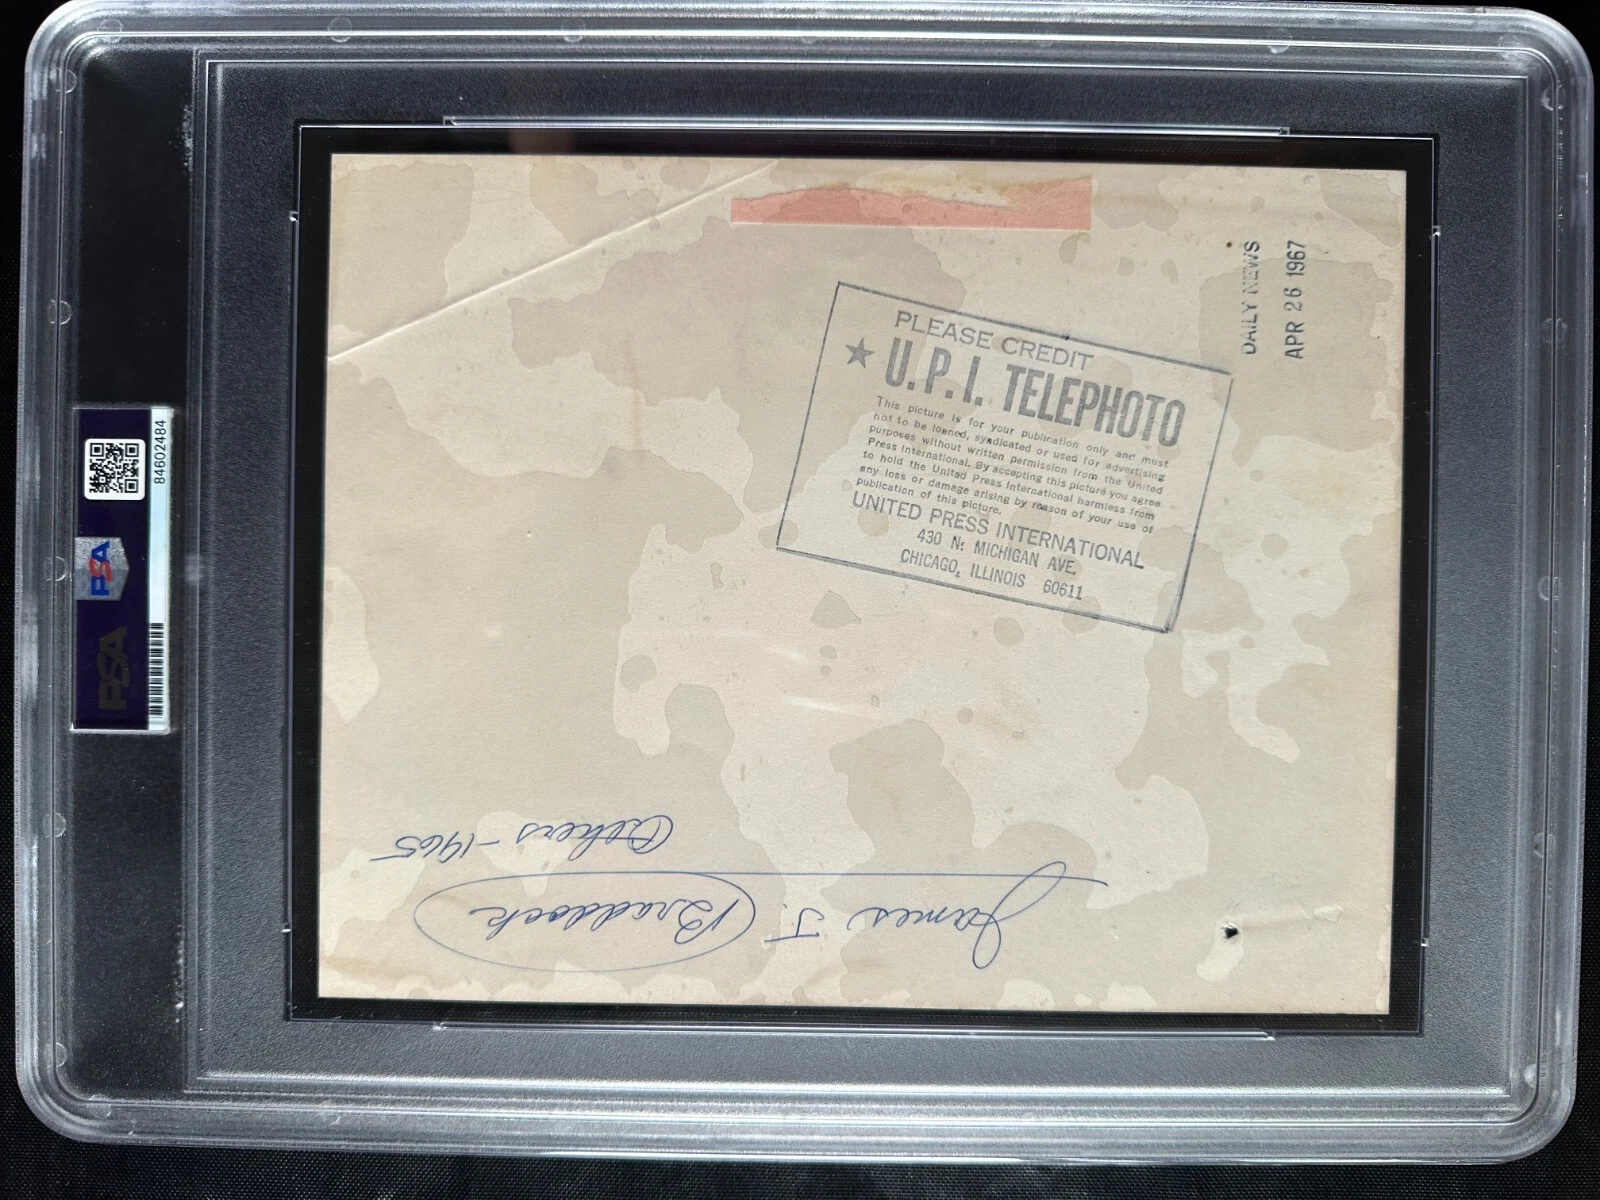 PLEASE CREDIT
★ U.P.I. TELEPHOTO
This picture is for your publication only and must
not to be loaned, syndicated or used for advertising
purposes without written permission from the United
Press International. By accepting this picture you agree
to hold the United Press International harmless from
any loss or damage arising by reason of your use of
publication of this picture.
UNITED PRESS INTERNATIONAL
430 N. MICHIGAN AVE.
CHICAGO, ILLINOIS 60611
DAILY NEWS
APR 26 1967
84602484
PSA
PSA
James J. Braddock
Others - 1965